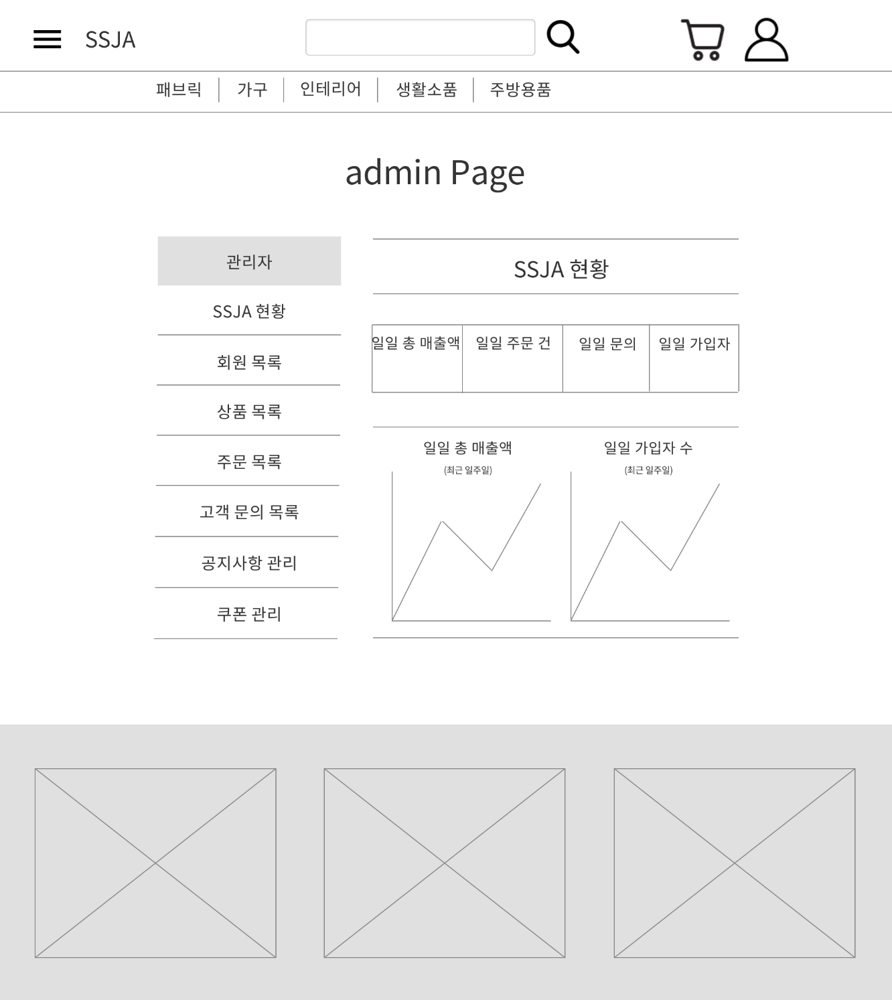 SSJA
패브릭
가구
인테리어
생활소품
주방용품
admin Page
관리자
SSJA 현황
회원 목록
상품 목록
주문 목록
고객 문의 목록
공지사항 관리
쿠폰 관리
SSJA 현황
일일 총 매출액
일일 주문 건
일일 문의
일일 가입자
일일 총 매출액
(최근 일주일)
일일 가입자 수
(최근 일주일)